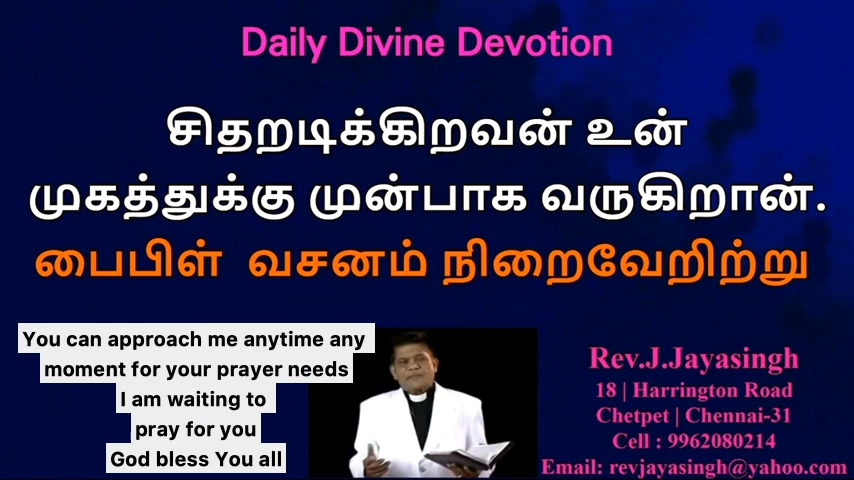 Daily Divine Devotion
சிதறடிக்கிறவன் உன்
முகத்துக்கு முன்பாக வருகிறான்.
பைபிள் வசனம் நிறைவேறிற்று
You can approach me anytime any
moment for your prayer needs
I am waiting to
pray for you
God bless You all
Rev.J.Jayasingh
18 | Harrington Road
Chetpet | Chennai-31
Cell : 9962080214
Email: revjayasingh@yahoo.com